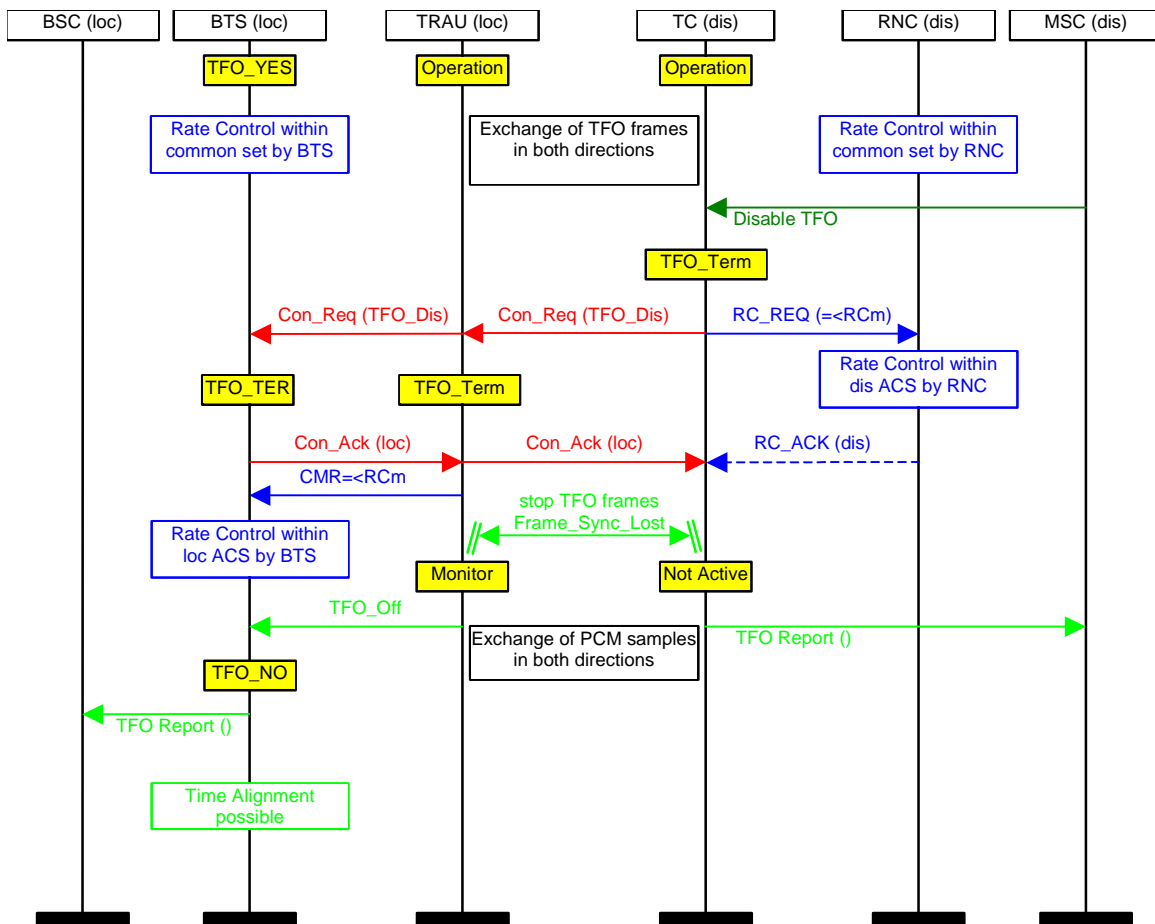 BSC (loc)
BTS (loc)
TRAU (loc)
TC (dis)
RNC (dis)
MSC (dis)
TFO_YES
Operation
Operation
Rate Control within
common set by BTS
Exchange of TFO frames
in both directions
Rate Control within
common set by RNC
Disable TFO
TFO_Term
Con_Req (TFO_Dis)
Con_Req (TFO_Dis)
RC_REQ (=<RCm)
TFO_TER
TFO_Term
Rate Control within
dis ACS by RNC
Con_Ack (loc)
Con_Ack (loc)
RC_ACK (dis)
CMR=<RCm
stop TFO frames
Frame_Sync_Lost
Rate Control within
loc ACS by BTS
Monitor
Not Active
TFO_Off
Exchange of PCM samples
in both directions
TFO Report ()
TFO_NO
TFO Report ()
Time Alignment
possible